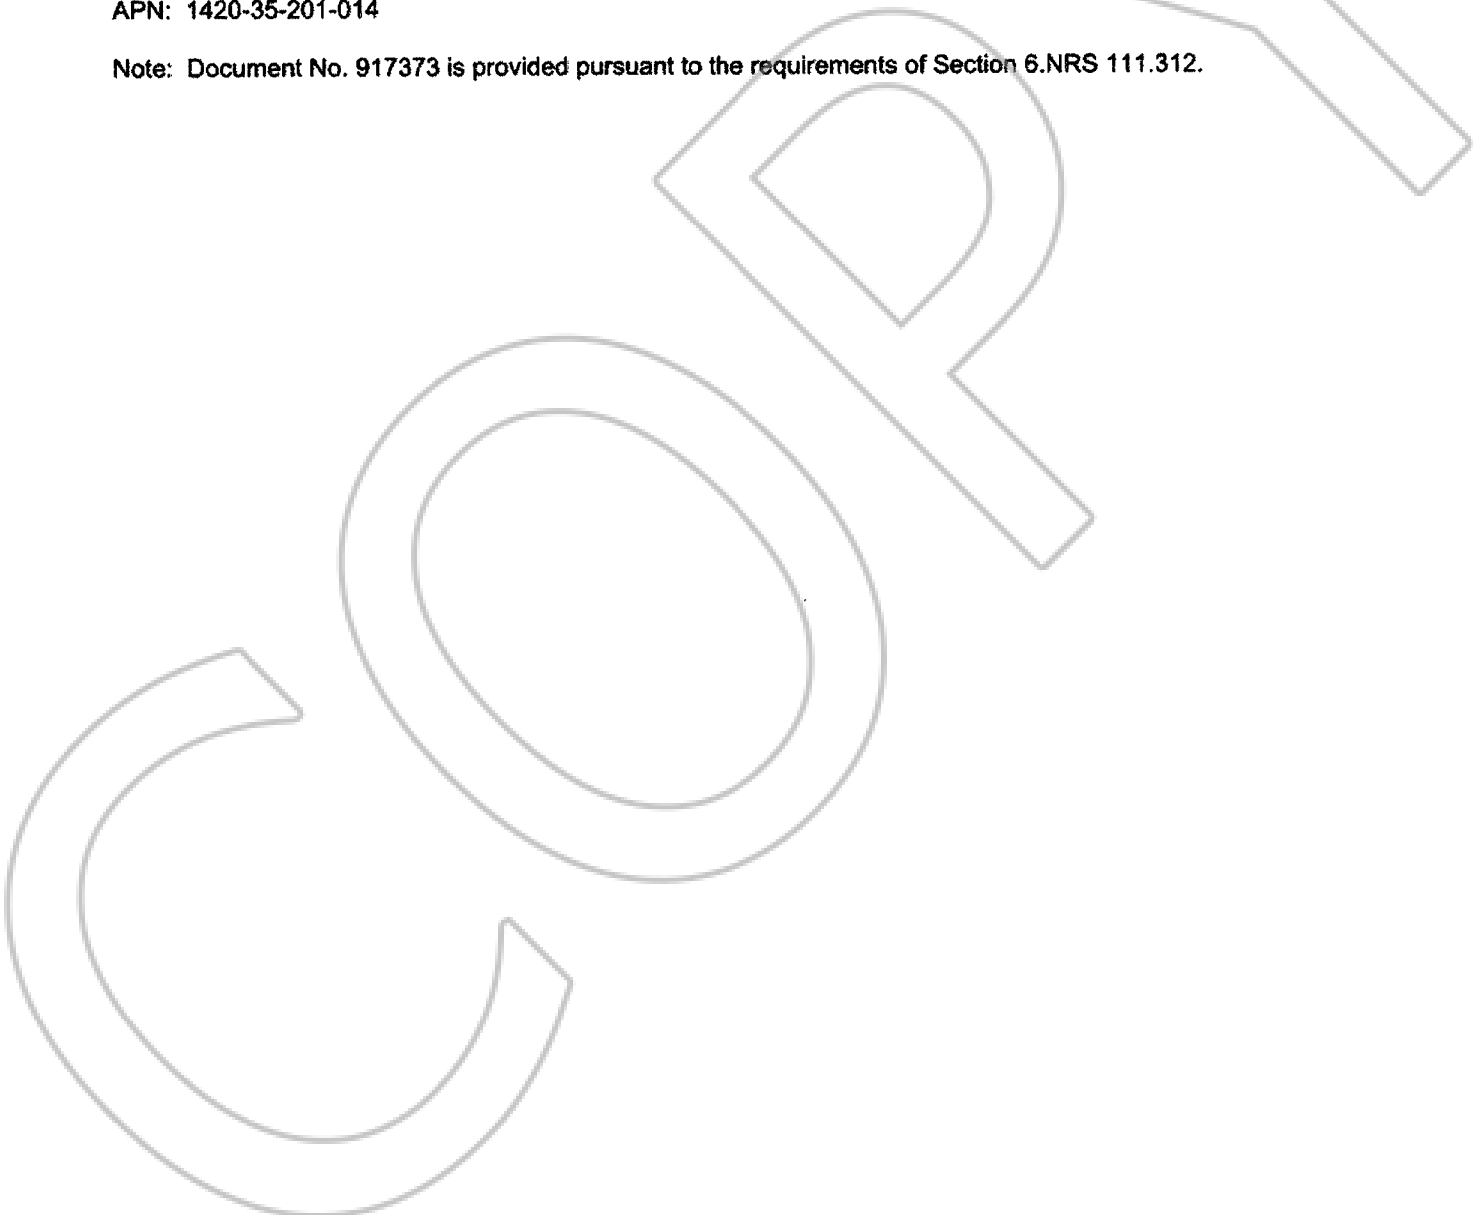 APN: 1420-35-201-014
Note: Document No. 917373 is provided pursuant to the requirements of Section 6.NRS 111.312.
COPY